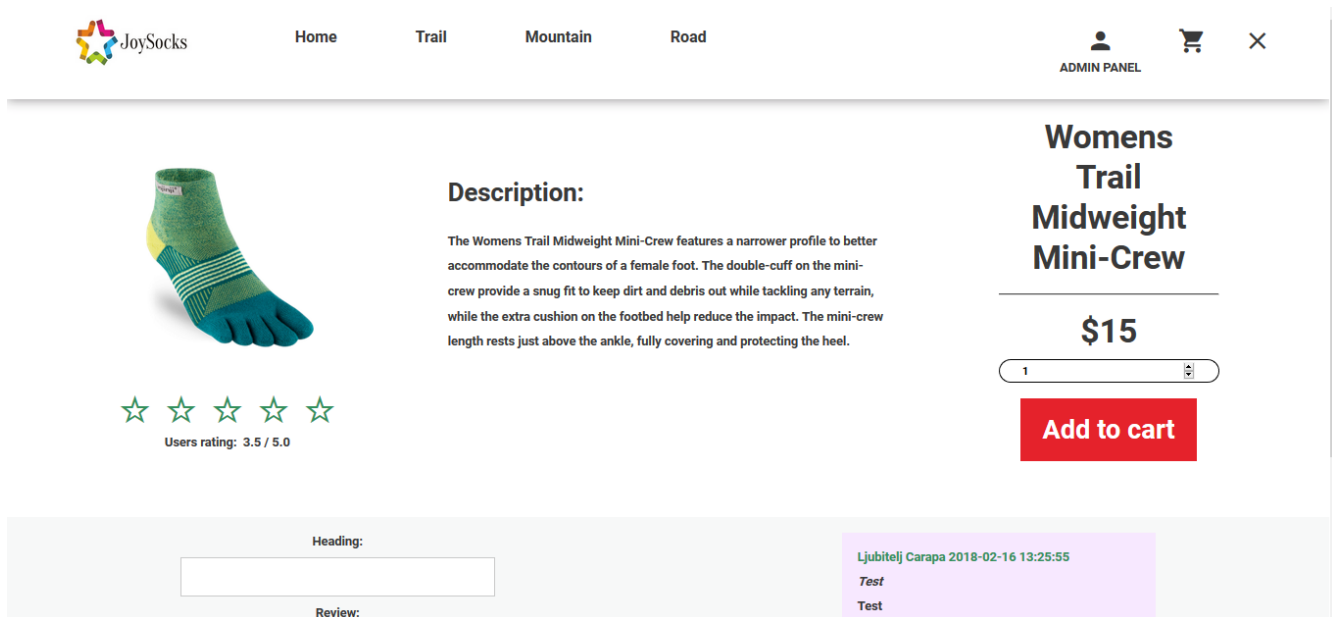 JoySocks
Home
Trail
Mountain
Road
ADMIN PANEL
Description:
The Womens Trail Midweight Mini-Crew features a narrower profile to better
accommodate the contours of a female foot. The double-cuff on the mini-
crew provide a snug fit to keep dirt and debris out while tackling any terrain,
while the extra cushion on the footbed help reduce the impact. The mini-crew
length rests just above the ankle, fully covering and protecting the heel.
Users rating: 3.5 / 5.0
Womens
Trail
Midweight
Mini-Crew
$15
1
Add to cart
Heading:
Review:
Ljubitelj Carapa 2018-02-16 13:25:55
Test
Test